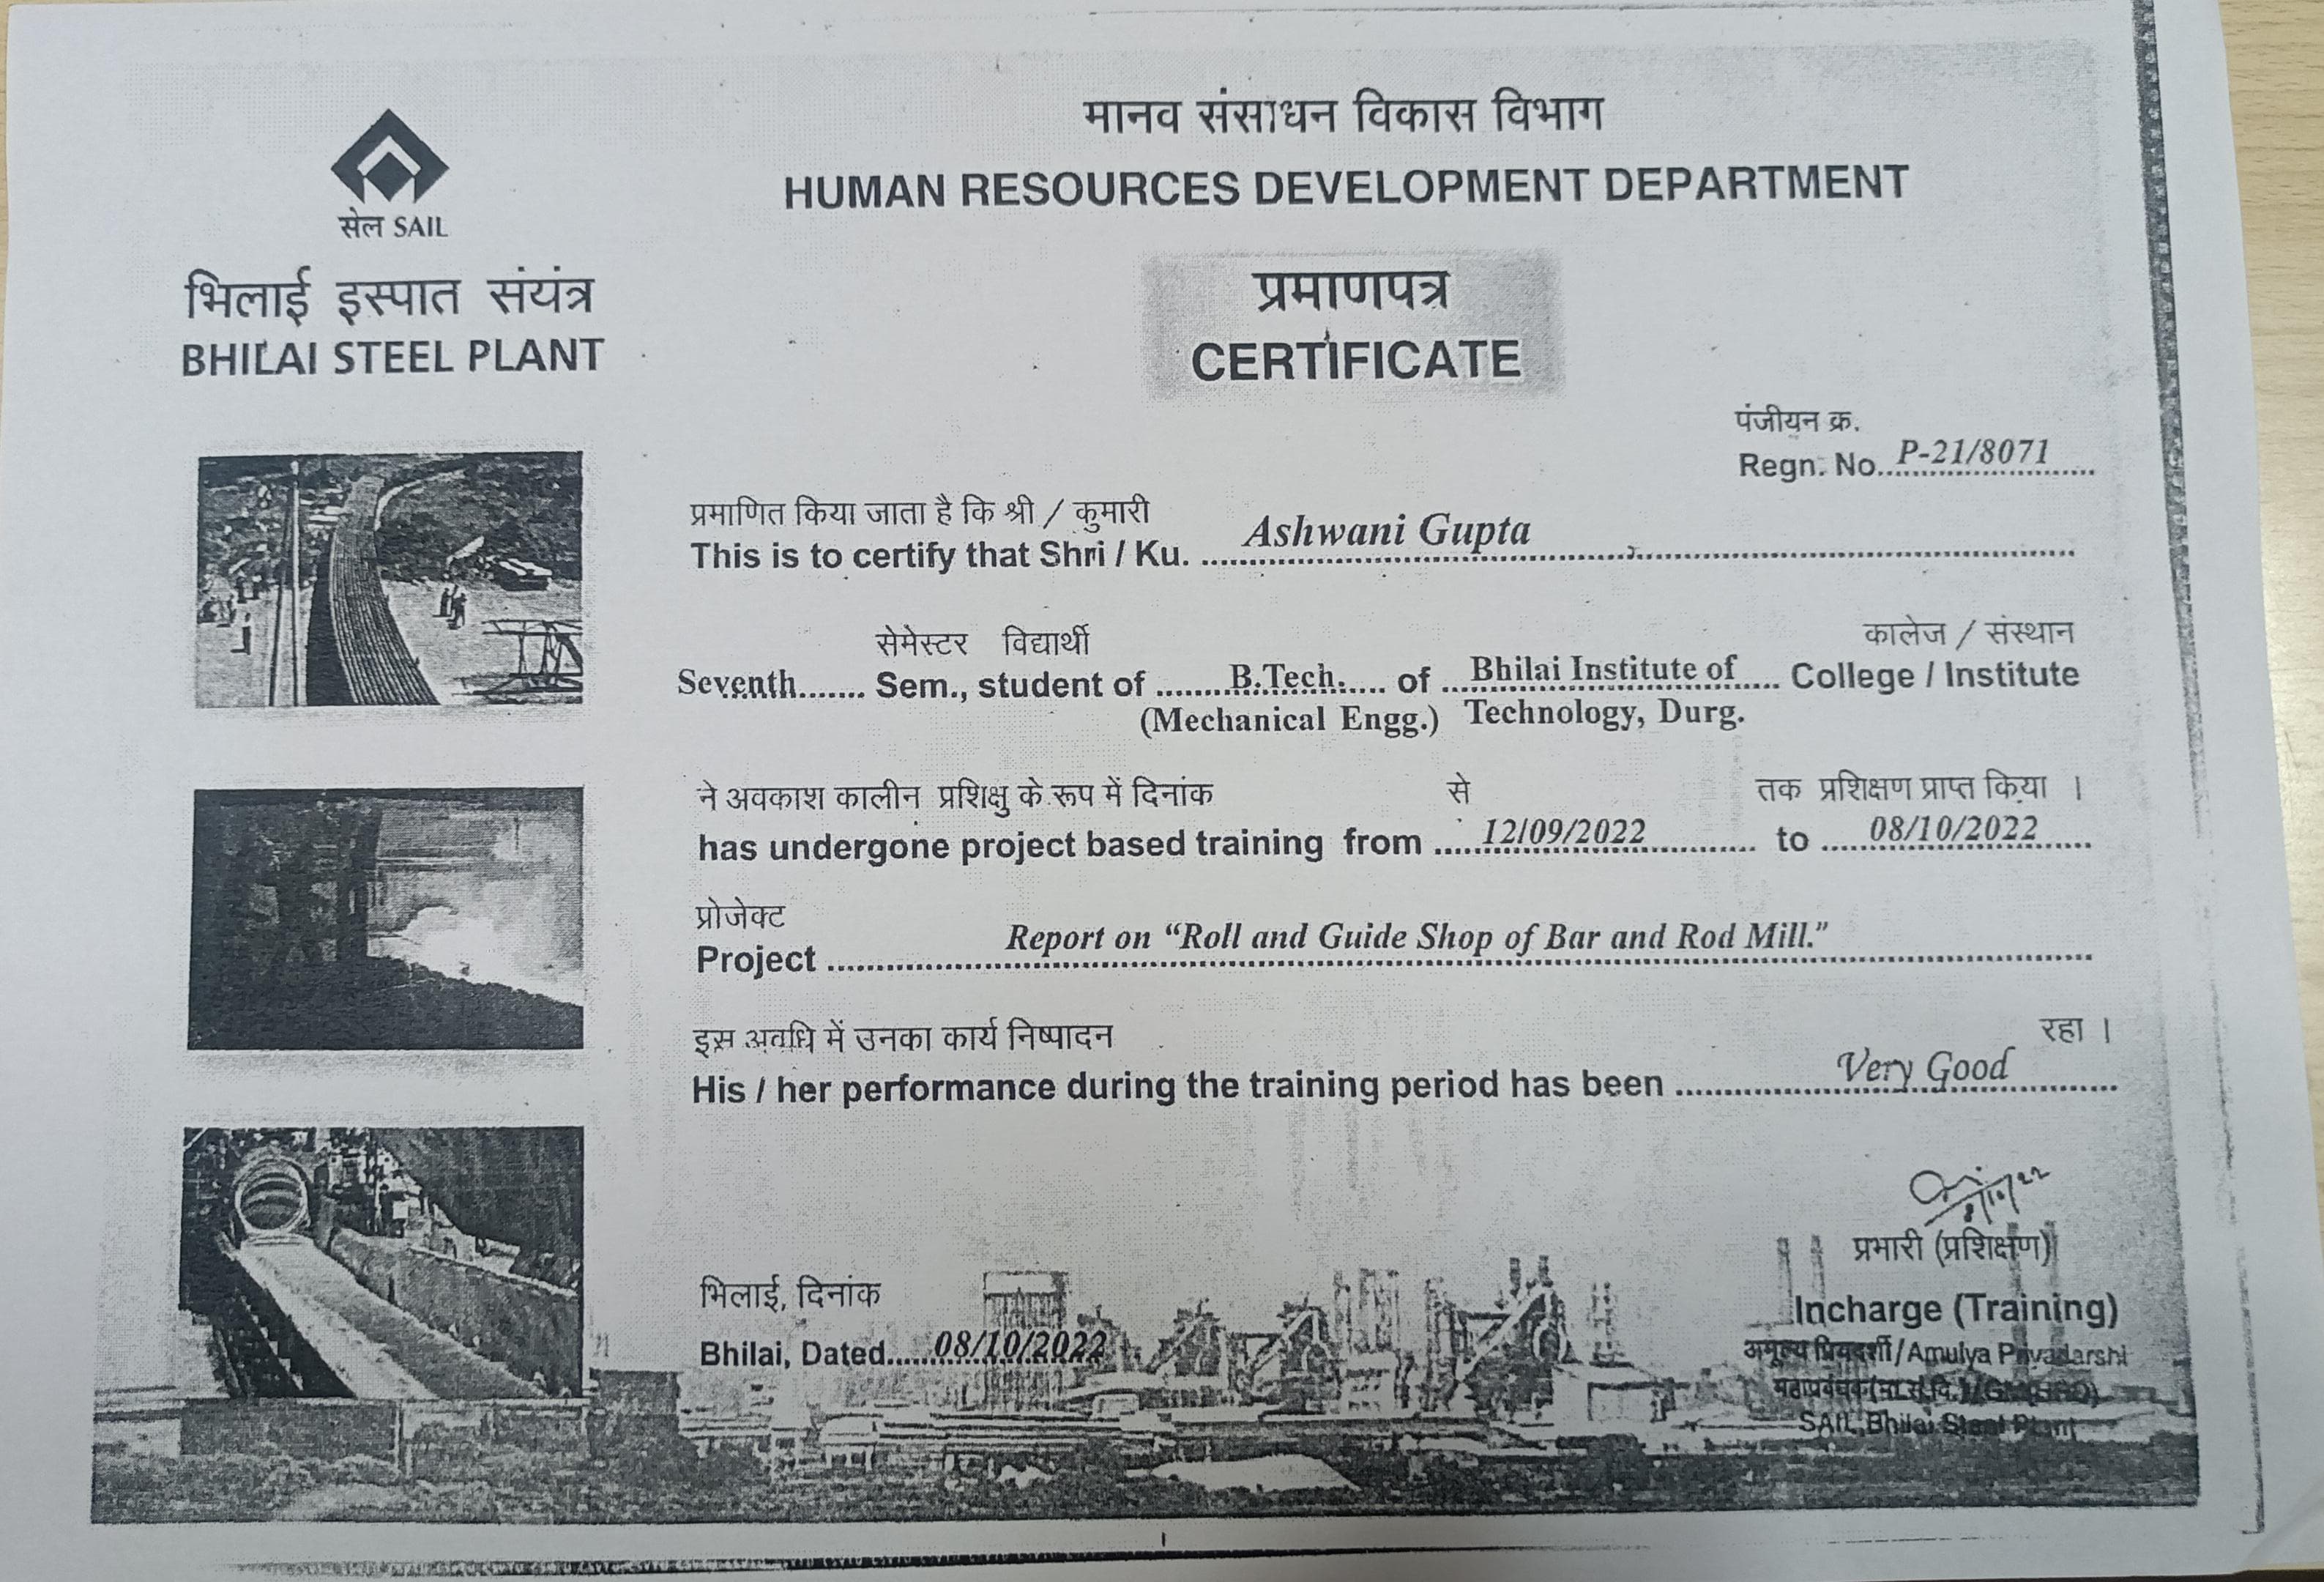 सेल SAIL
भिलाई इस्पात संयंत्र
BHILAI STEEL PLANT
मानव संसाधन विकास विभाग
HUMAN RESOURCES DEVELOPMENT DEPARTMENT
प्रमाणपत्र
CERTIFICATE
पंजीयन क्र.
Regn. No. P-21/8071
प्रमाणित किया जाता है कि श्री / कुमारी
This is to certify that Shri / Ku. Ashwani Gupta
सेमेस्टर विद्यार्थी कालेज / संस्थान
Seventh Sem., student of B.Tech. of Bhilai Institute of College / Institute
(Mechanical Engg.) Technology, Durg.
ने अवकाश कालीन प्रशिक्षु के रूप में दिनांक से तक प्रशिक्षण प्राप्त किया ।
has undergone project based training from 12/09/2022 to 08/10/2022
प्रोजेक्ट
Project Report on “Roll and Guide Shop of Bar and Rod Mill.”
इस अवधि में उनका कार्य निष्पादन रहा ।
His / her performance during the training period has been Very Good
प्रभारी (प्रशिक्षण)
Incharge (Training)
अमूल्य प्रियदर्शी/Amulya Priyadarshi
SAIL, Bhilai Steel Plant
भिलाई, दिनांक
Bhilai, Dated 08/10/2022